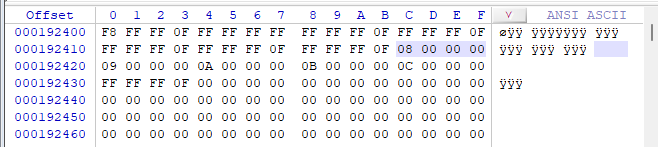 Offset 0 1 2 3 4 5 6 7 8 9 A B C D E F ANSI ASCII
000192400 F8 FF FF 0F FF FF FF FF FF FF FF 0F FF FF FF 0F øÿÿ ÿÿÿÿÿÿÿ ÿÿÿ
000192410 FF FF FF 0F FF FF FF 0F FF FF FF 0F 08 00 00 00 ÿÿÿ ÿÿÿ ÿÿÿ
000192420 09 00 00 00 0A 00 00 00 0B 00 00 00 0C 00 00 00
000192430 FF FF FF 0F 00 00 00 00 00 00 00 00 00 00 00 00 ÿÿÿ
000192440 00 00 00 00 00 00 00 00 00 00 00 00 00 00 00 00
000192450 00 00 00 00 00 00 00 00 00 00 00 00 00 00 00 00
000192460 00 00 00 00 00 00 00 00 00 00 00 00 00 00 00 00